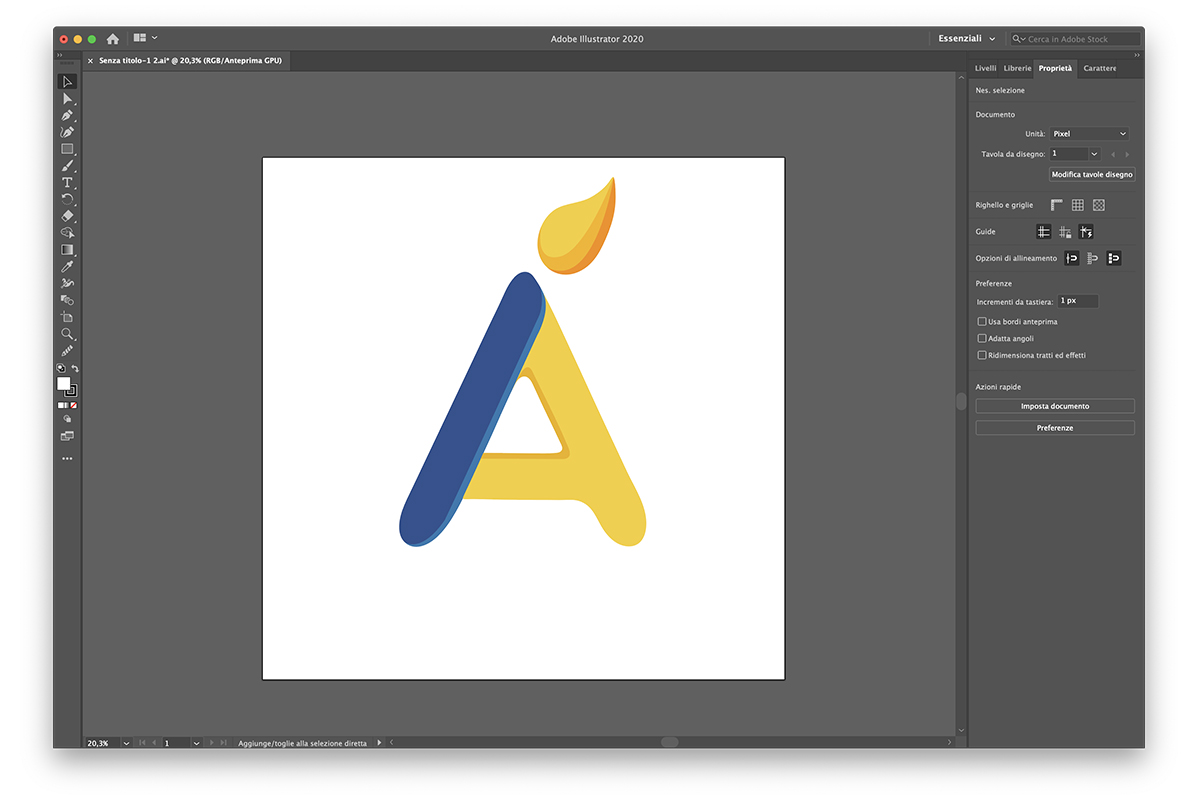 Adobe Illustrator 2020
Essenziali
Cerca in Adobe Stock
× Senza titolo-1 2.ai* @ 20,3% (RGB/Anteprima GPU)
Livelli Librerie Proprietà Carattere
Nes. selezione
Documento
Unità: Pixel
Tavola da disegno: 1
Modifica tavole disegno
Righello e griglie
Guide
Opzioni di allineamento
Preferenze
Incrementi da tastiera: 1 px
Usa bordi anteprima
Adatta angoli
Ridimensiona tratti ed effetti
Azioni rapide
Imposta documento
Preferenze
A
20,3% 1 Aggiunge/toglie alla selezione diretta